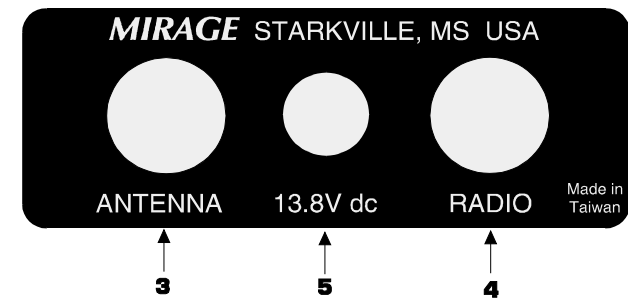 MIRAGE STARKVILLE, MS USA
ANTENNA 13.8V dc RADIO
Made in
Taiwan
3 5 4